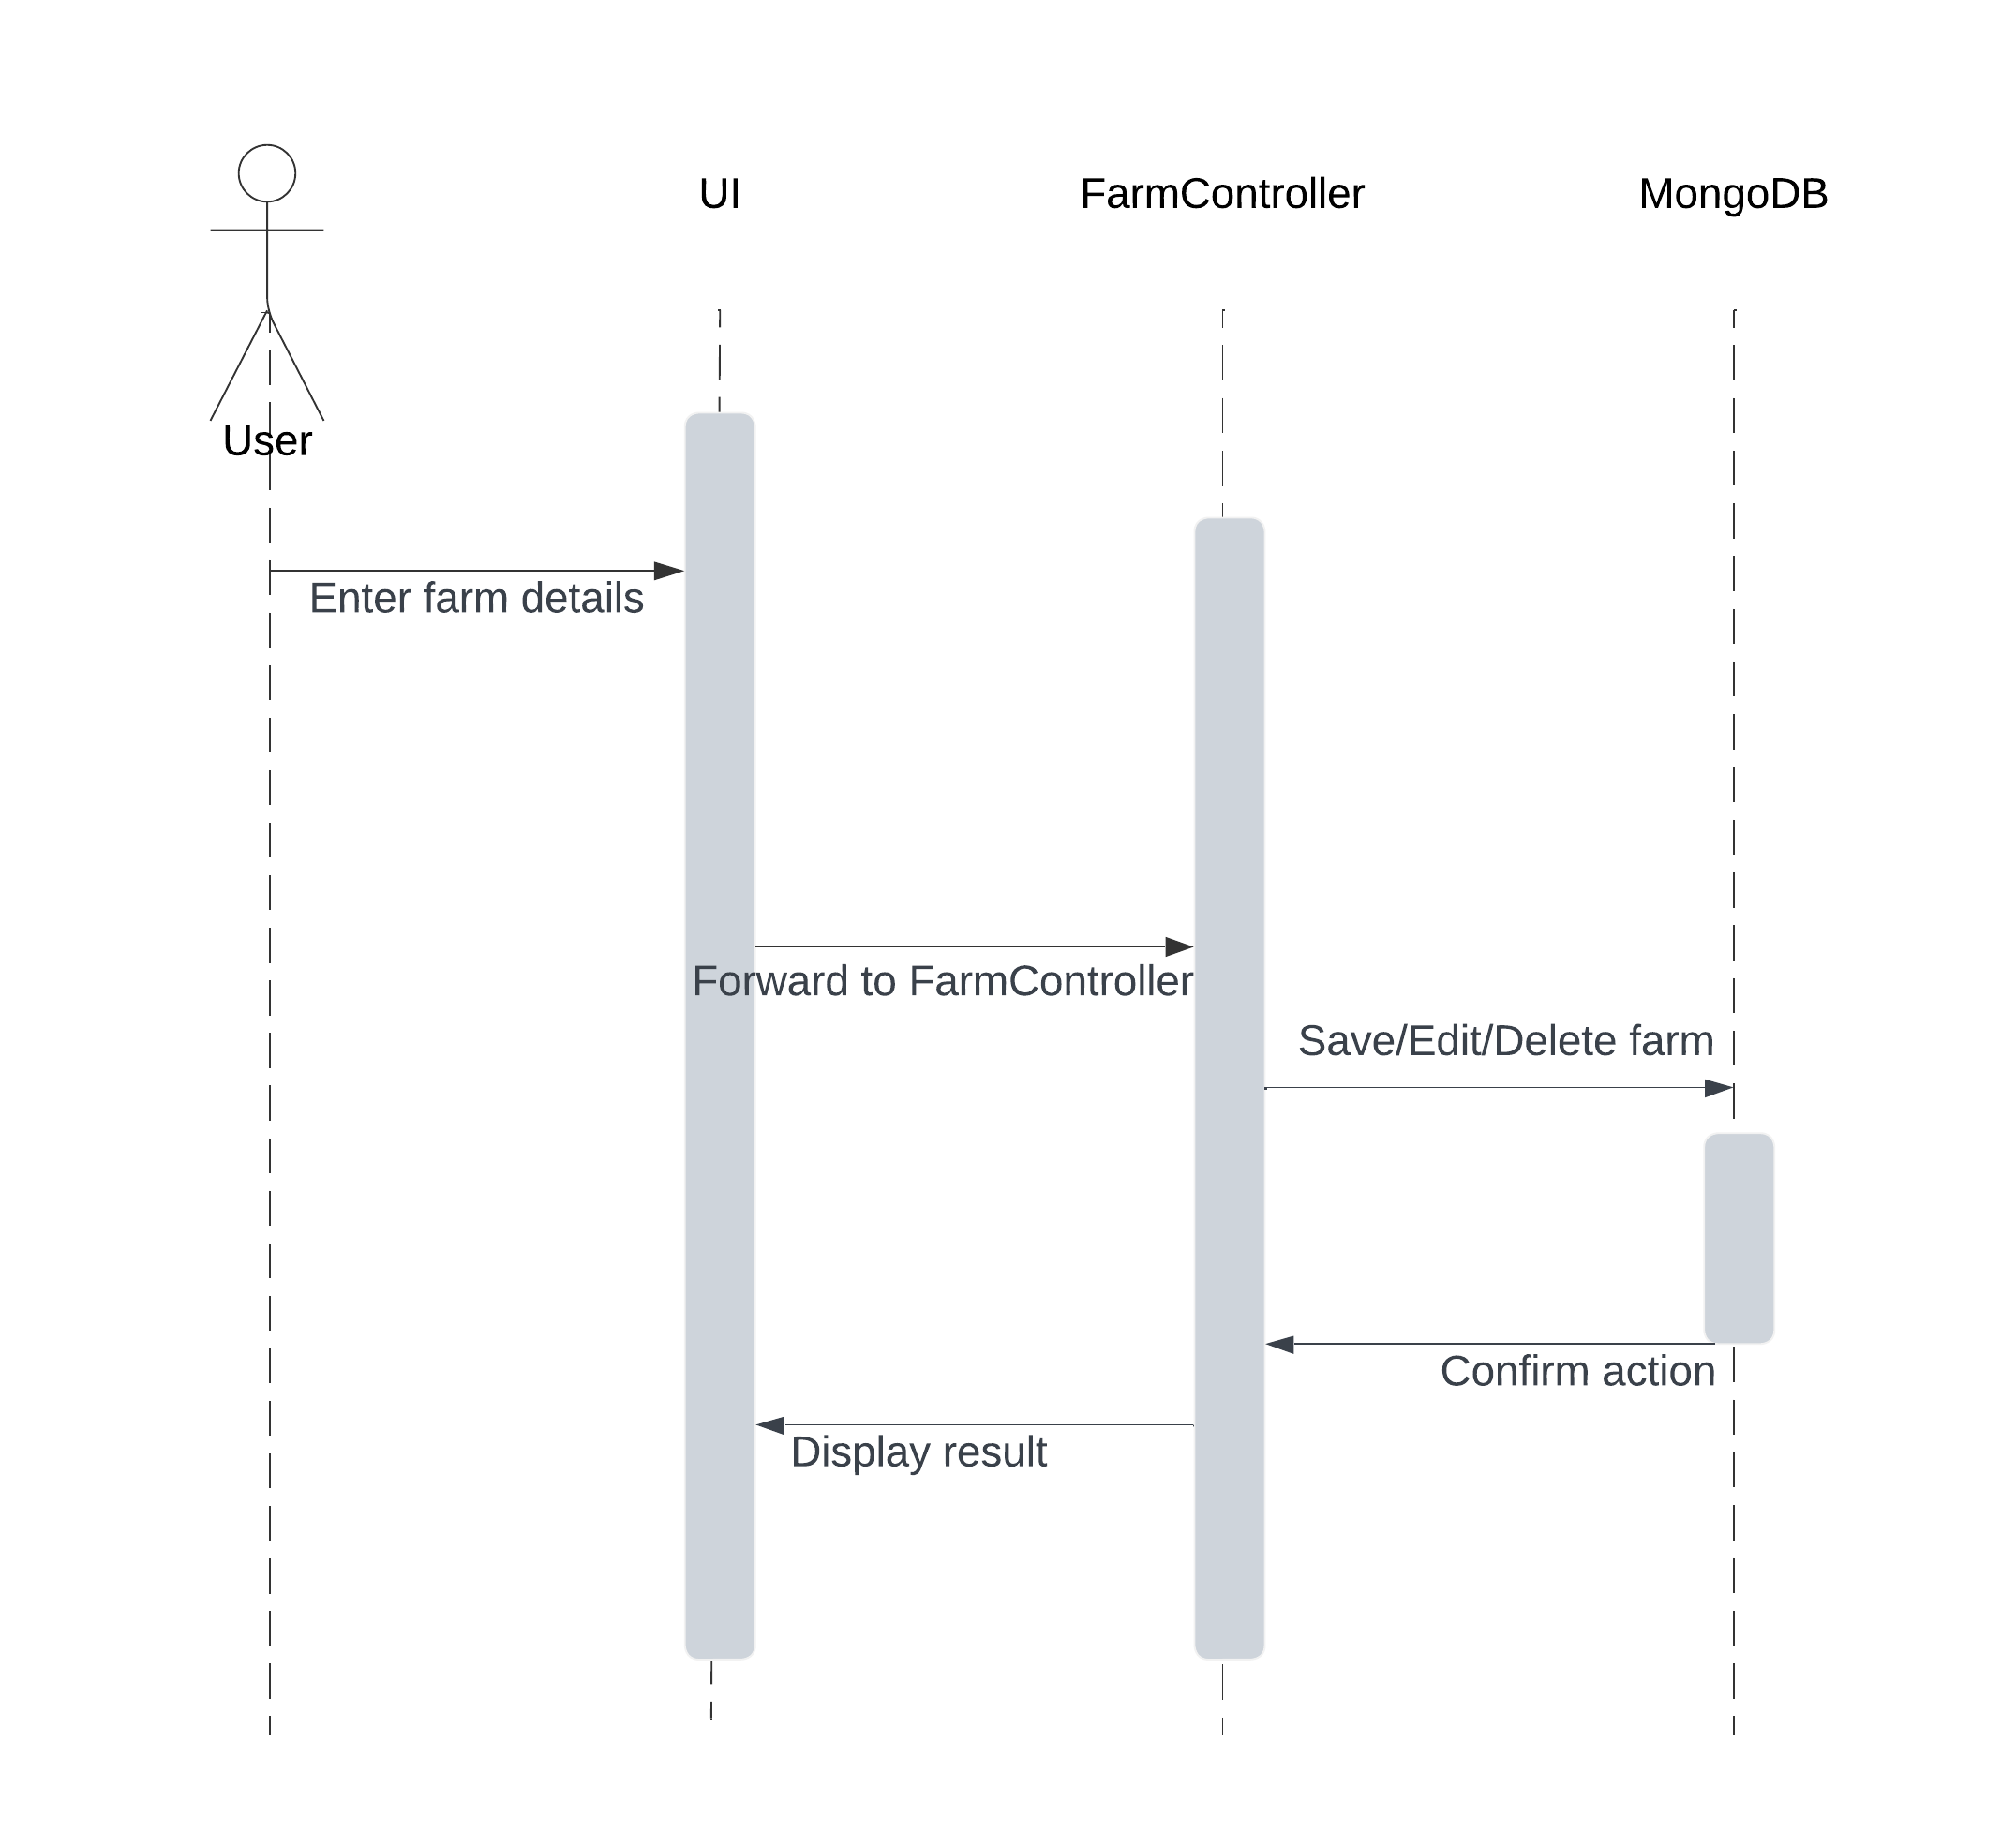 UI
FarmController
MongoDB
User
Enter farm details
Forward to FarmController
Save/Edit/Delete farm
Confirm action
Display result